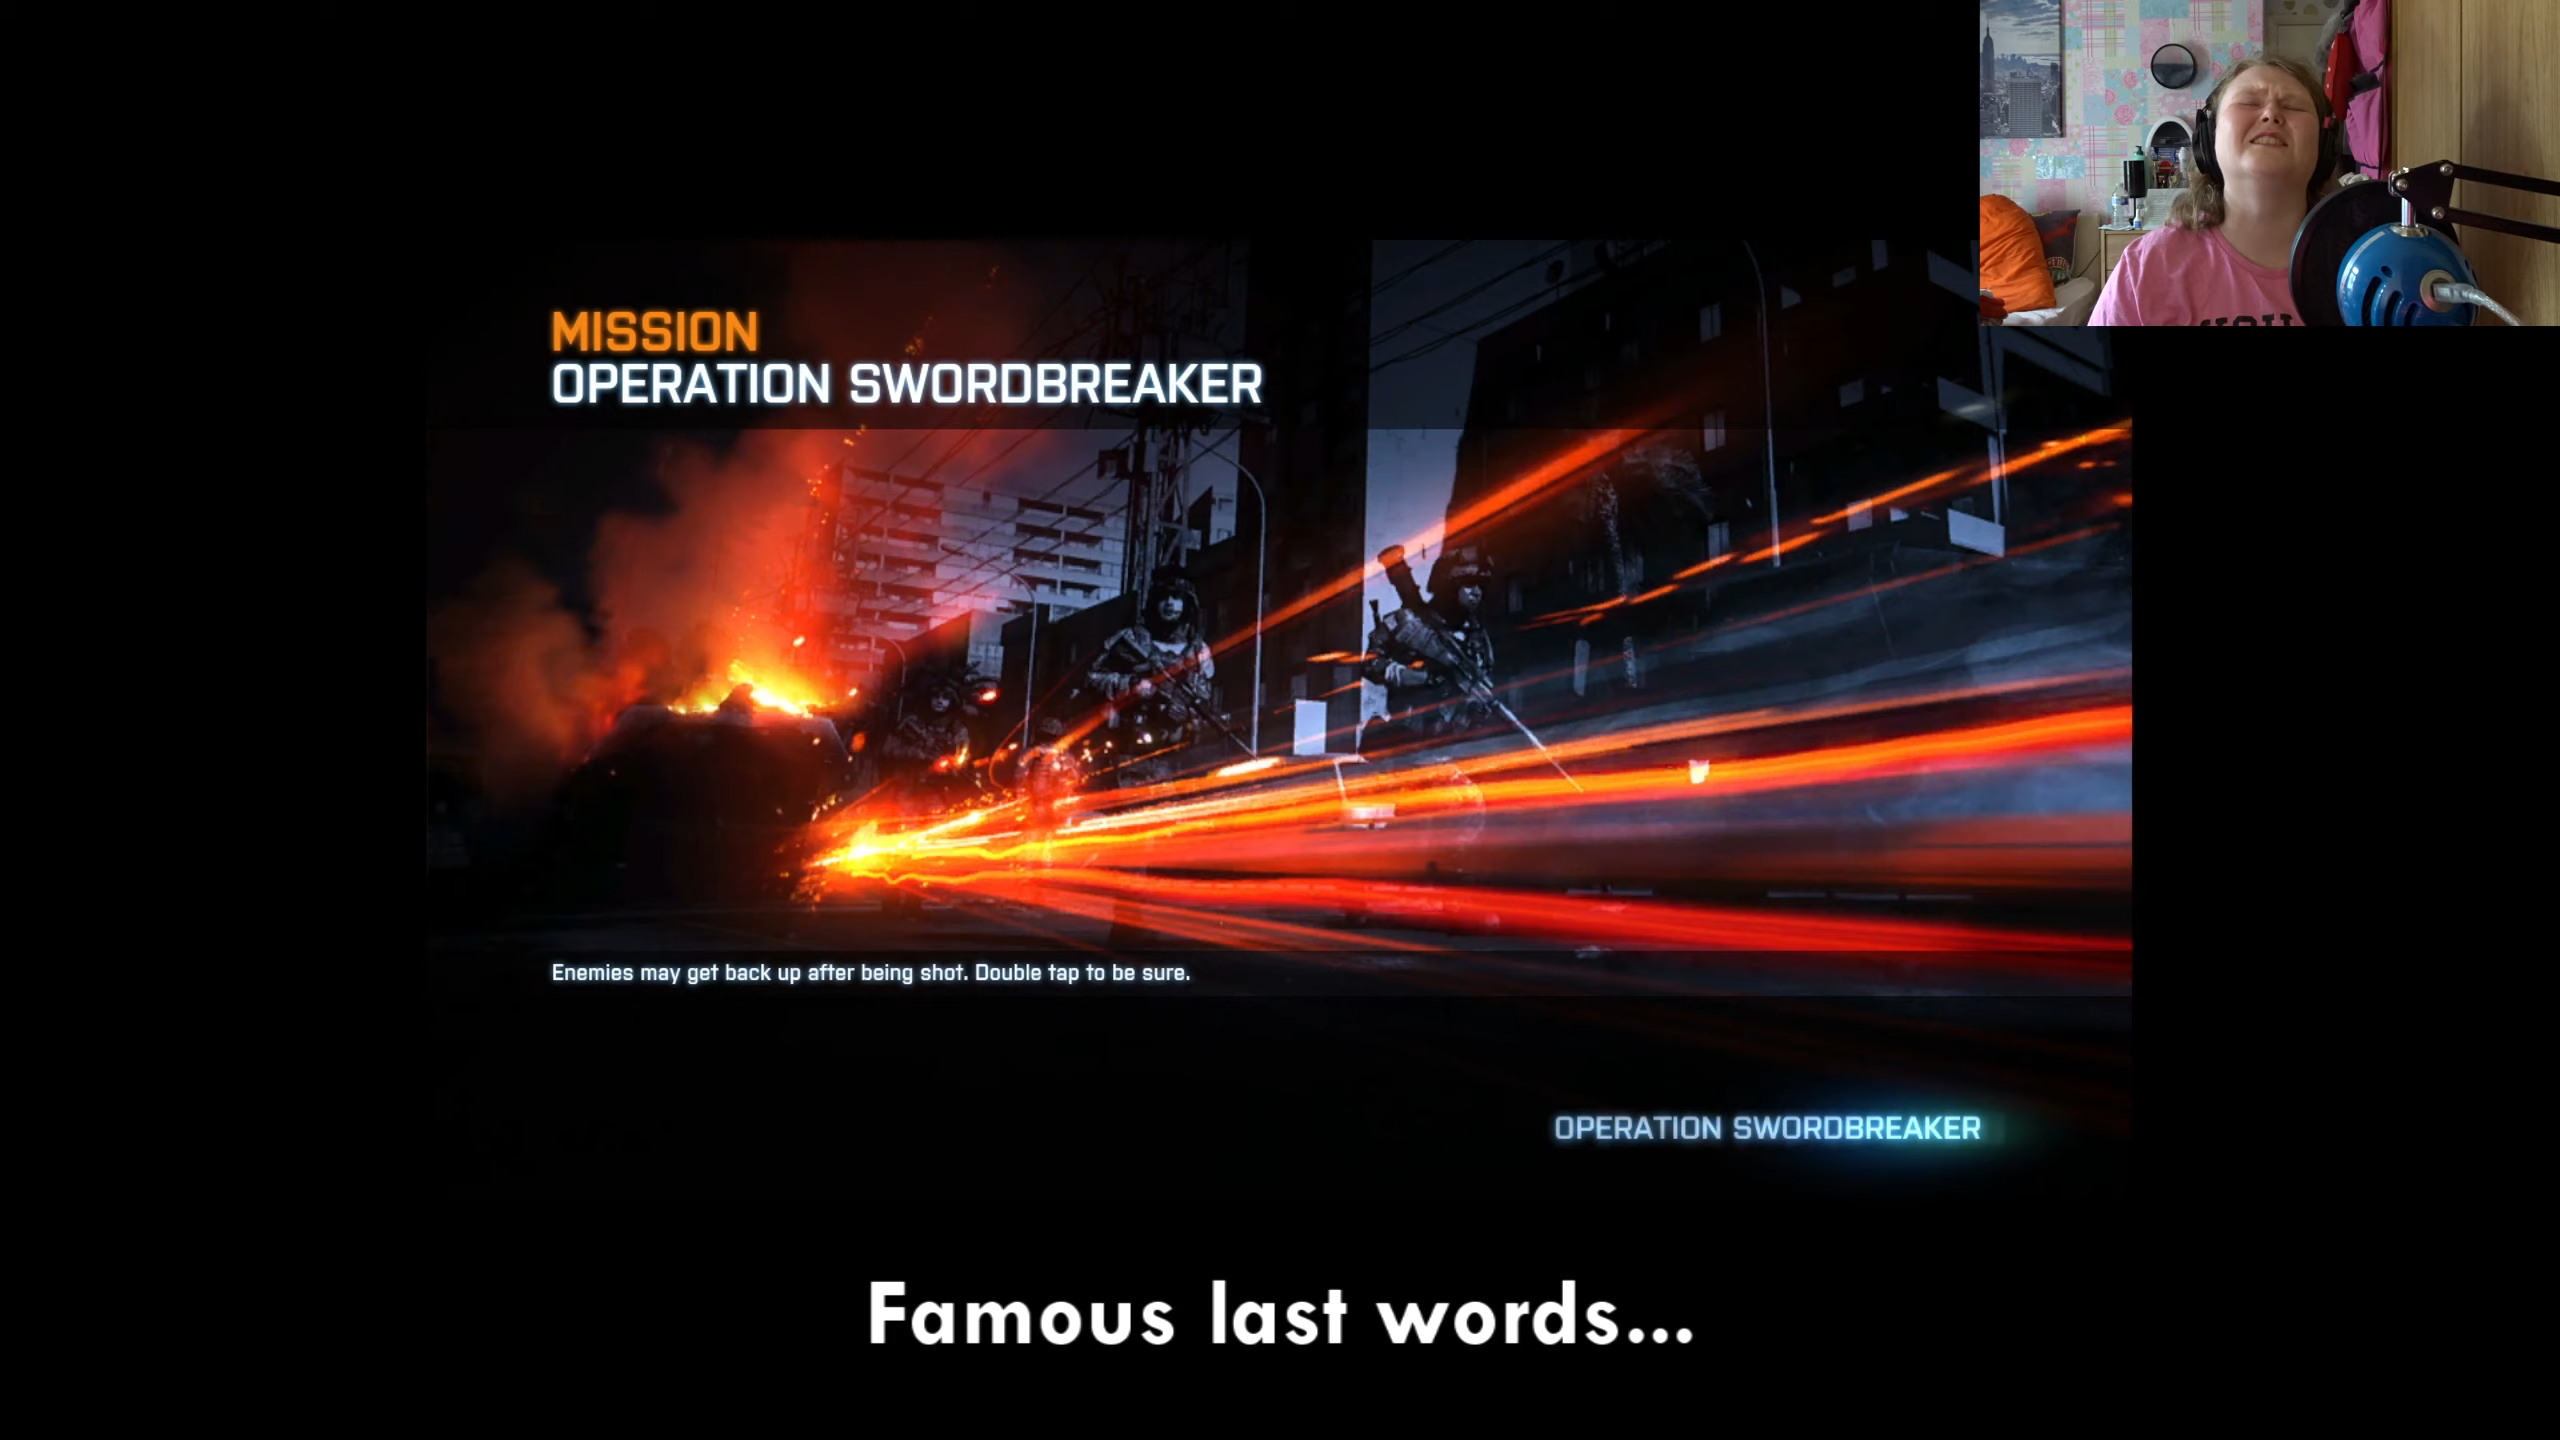 MISSION
OPERATION SWORDBREAKER
Enemies may get back up after being shot. Double tap to be sure.
OPERATION SWORDBREAKER
Famous last words...